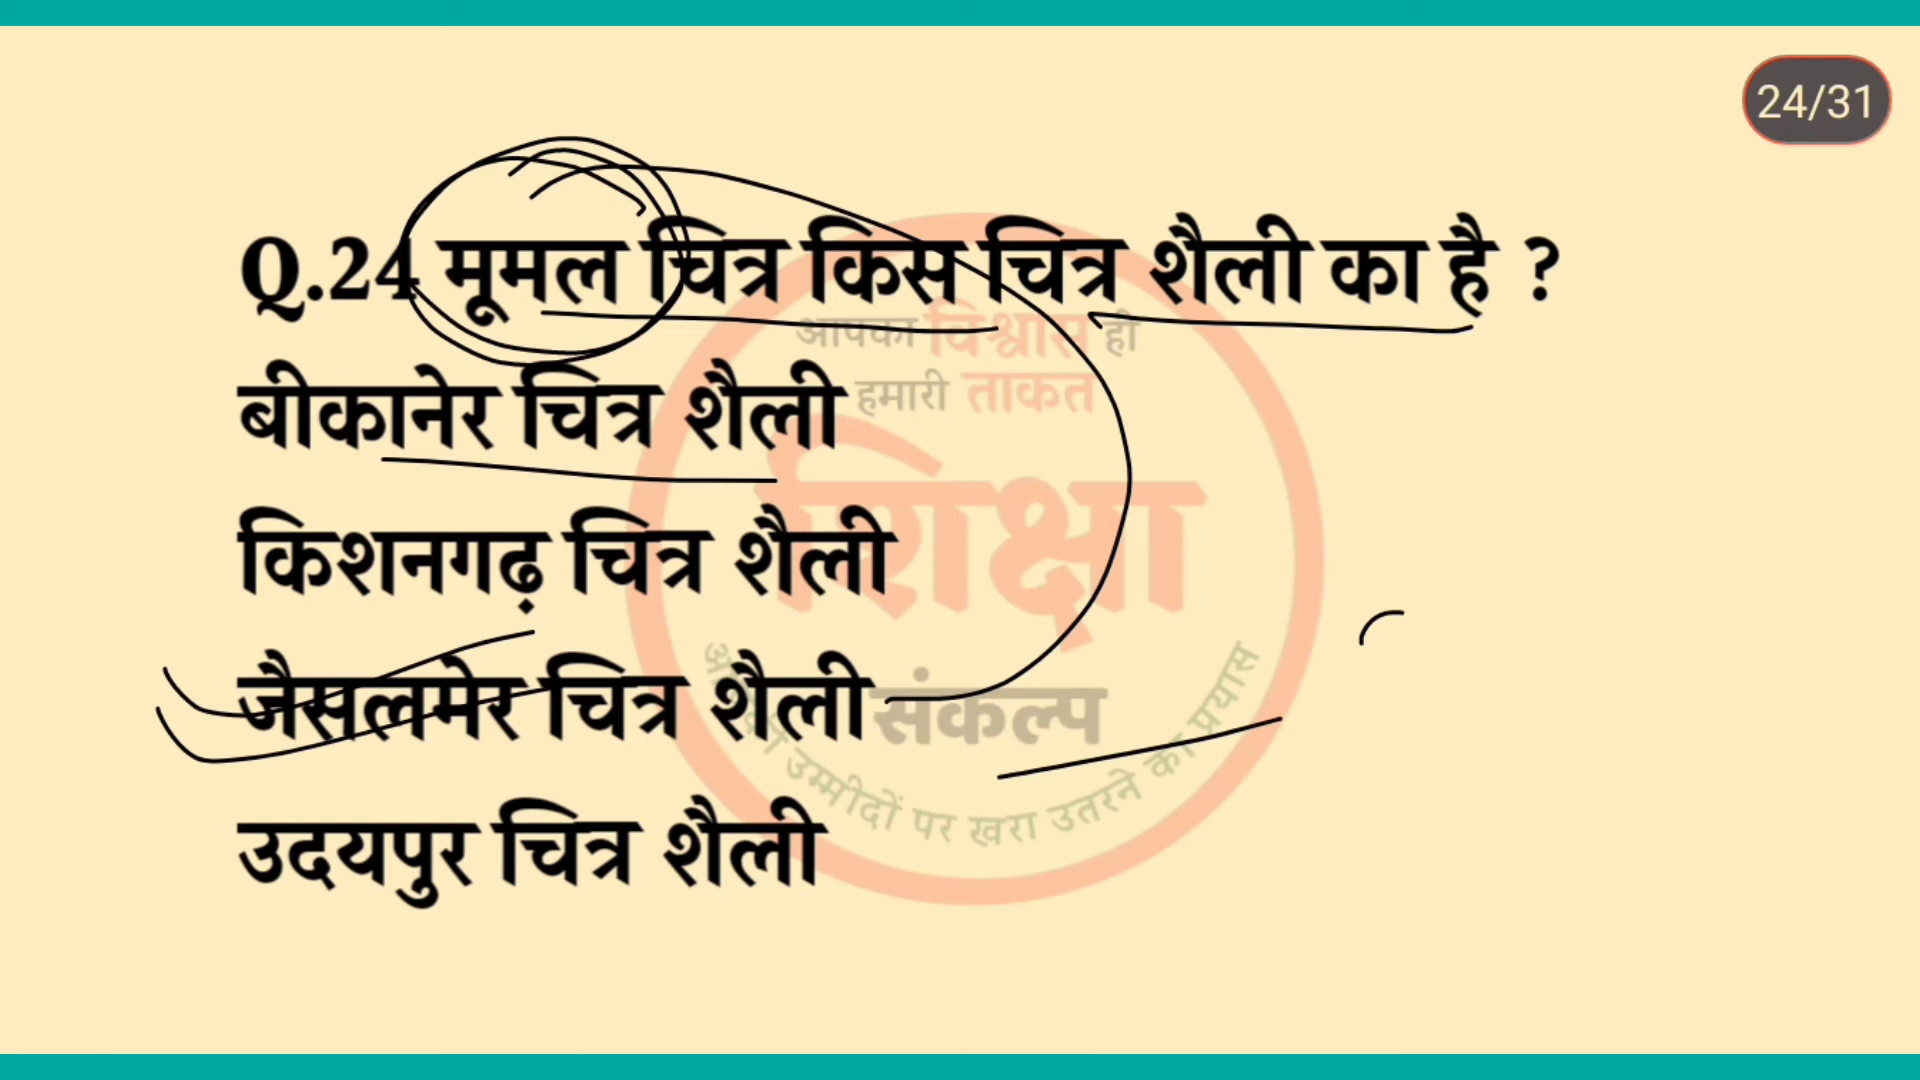 24/31
Q.24 मूमल चित्र किस चित्र शैली का है ?
आपका विश्वास ही
हमारी ताकत
बीकानेर चित्र शैली
शिक्षा
किशनगढ़ चित्र शैली
जैसलमेर चित्र शैली
संकल्प
उम्मीदों पर खरा उतरने का प्रयास
उदयपुर चित्र शैली